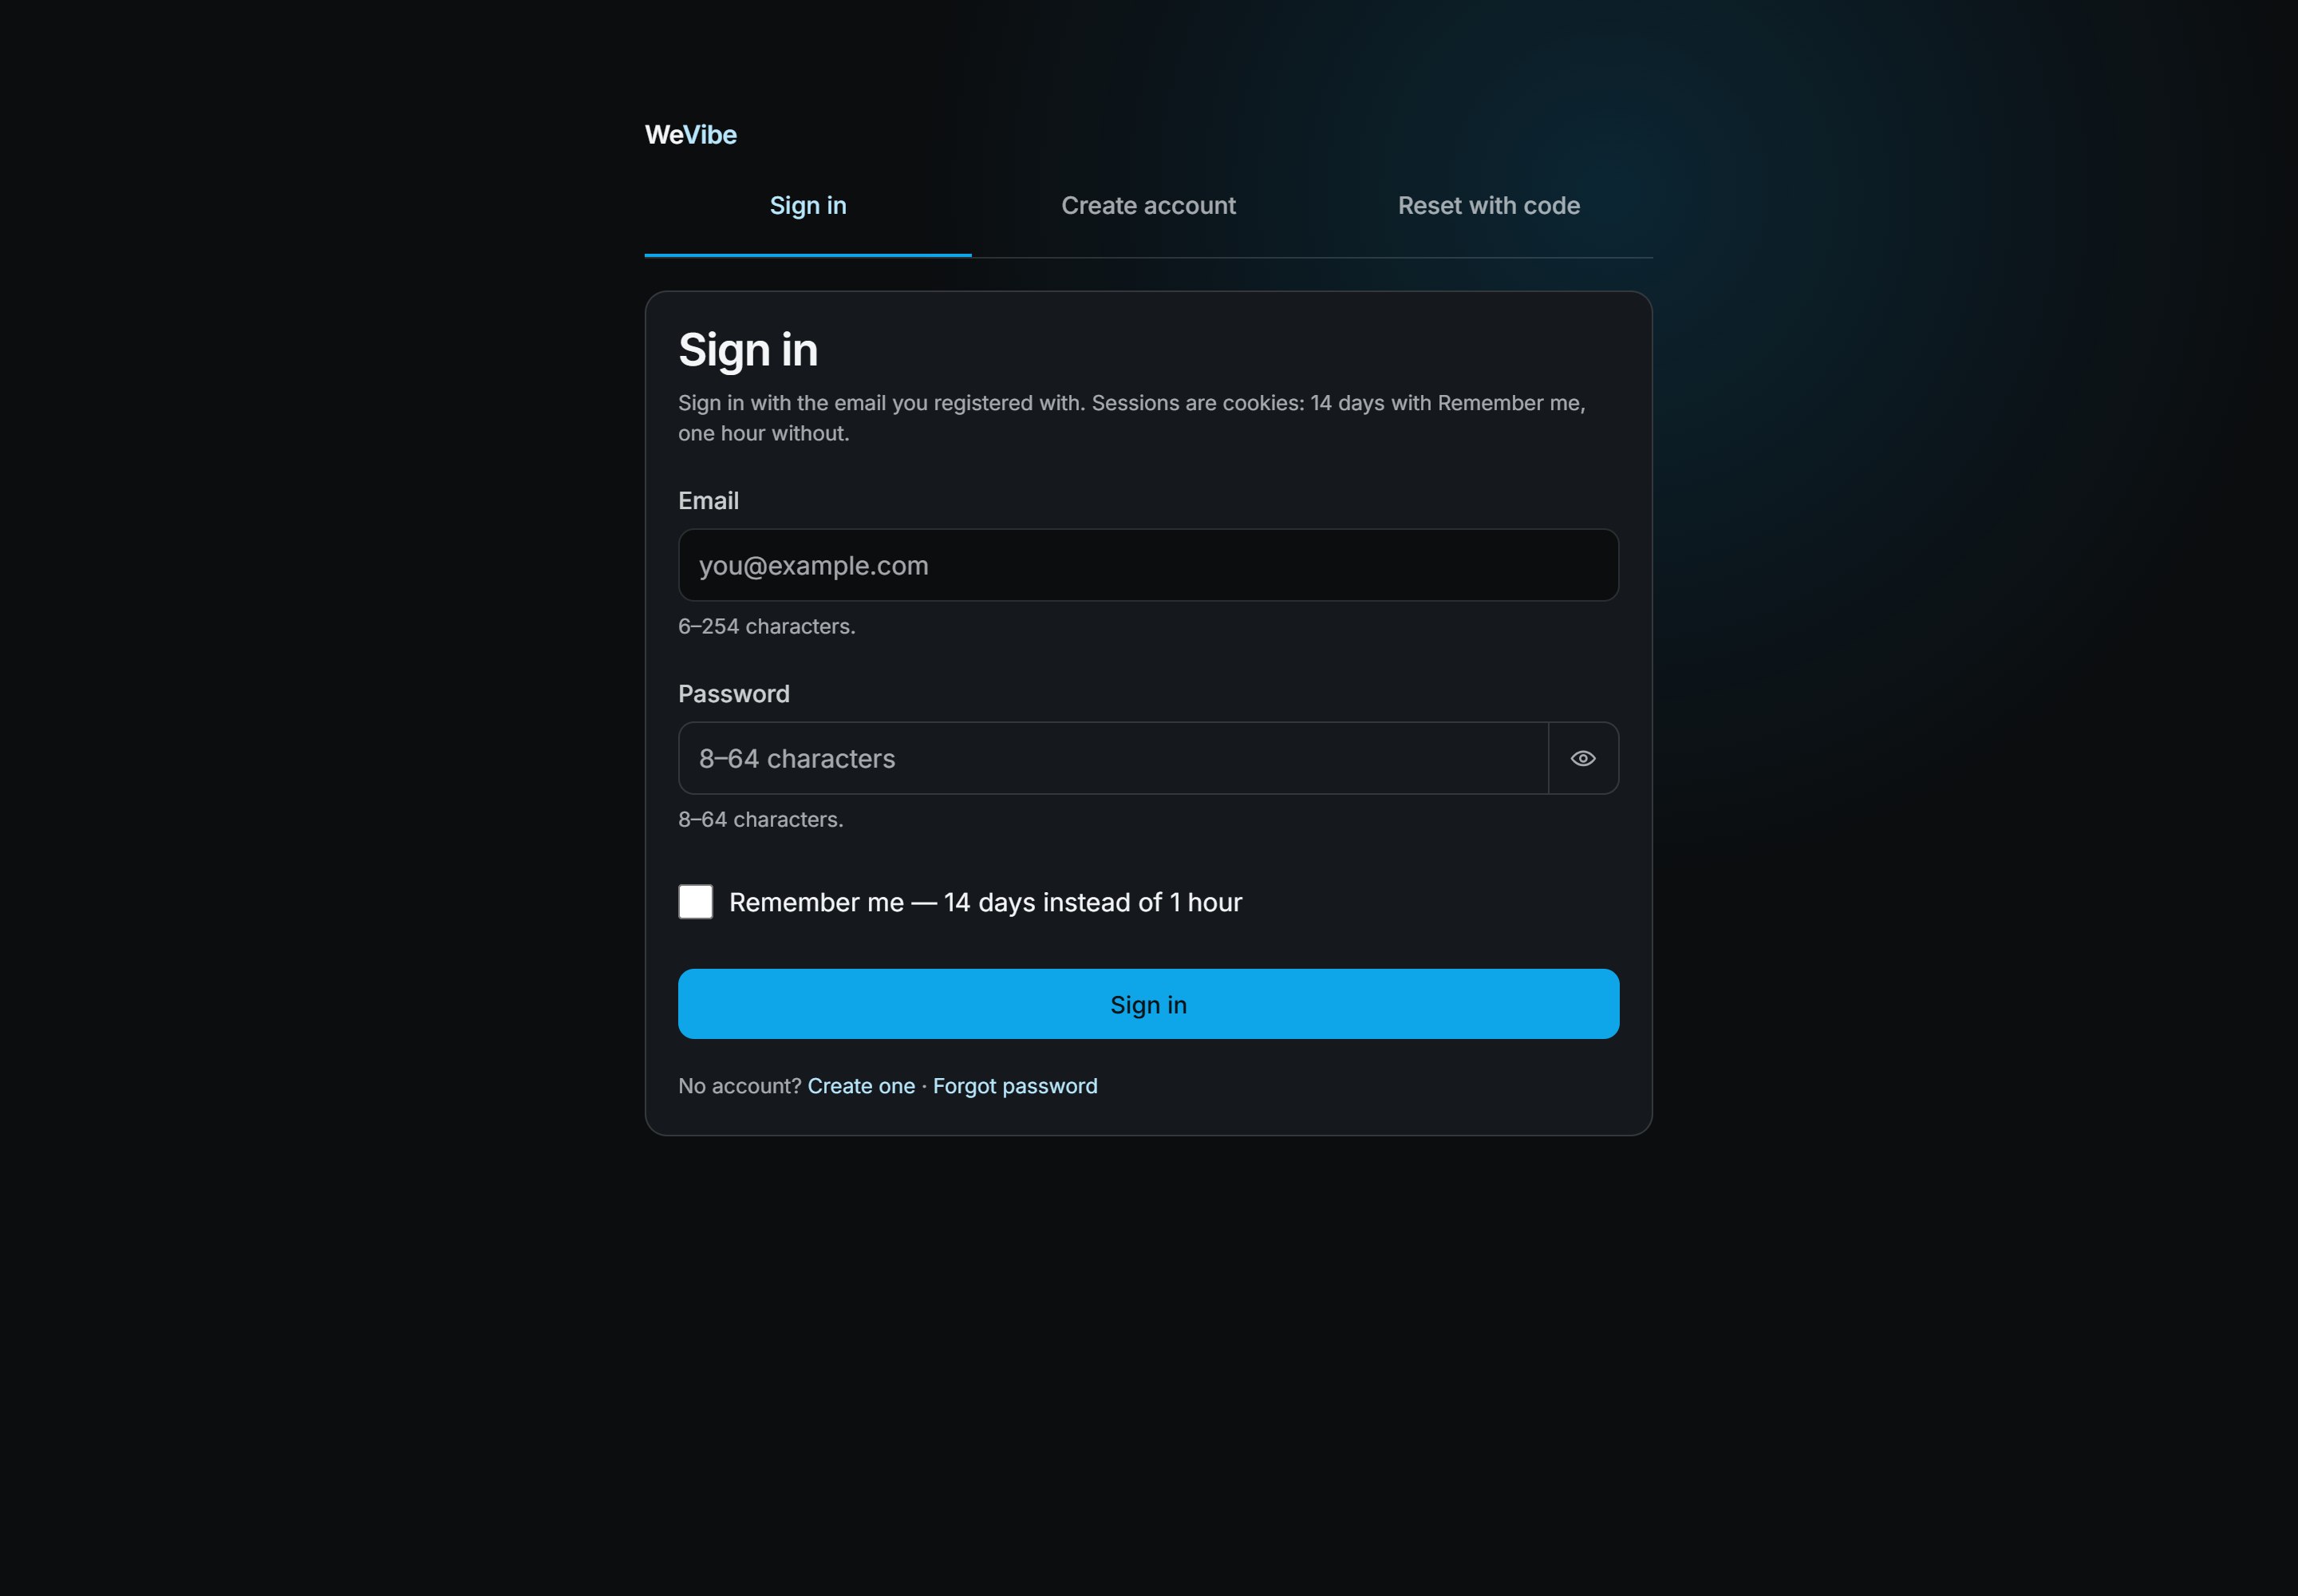 WeVibe
Sign in
Create account
Reset with code
Sign in
Sign in with the email you registered with. Sessions are cookies: 14 days with Remember me,
one hour without.
Email
you@example.com
6–254 characters.
Password
8–64 characters
8–64 characters.
Remember me — 14 days instead of 1 hour
Sign in
No account? Create one · Forgot password